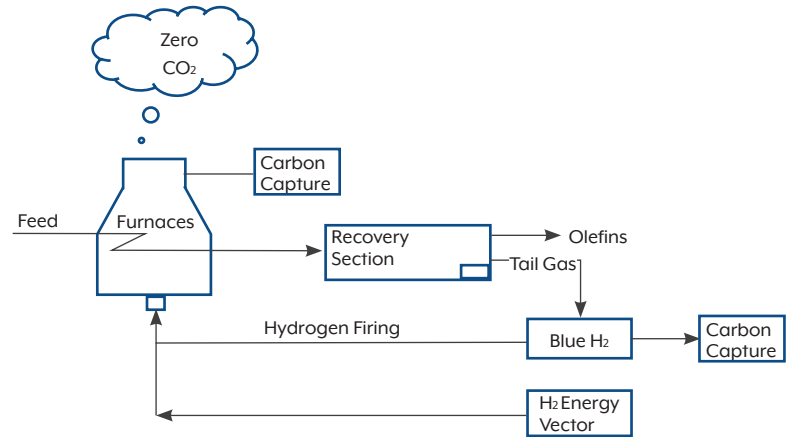 Zero
CO₂
Carbon
Capture
Feed
Furnaces
Recovery
Section
Olefins
Tail Gas
Hydrogen Firing
Blue H₂
Carbon
Capture
H₂ Energy
Vector